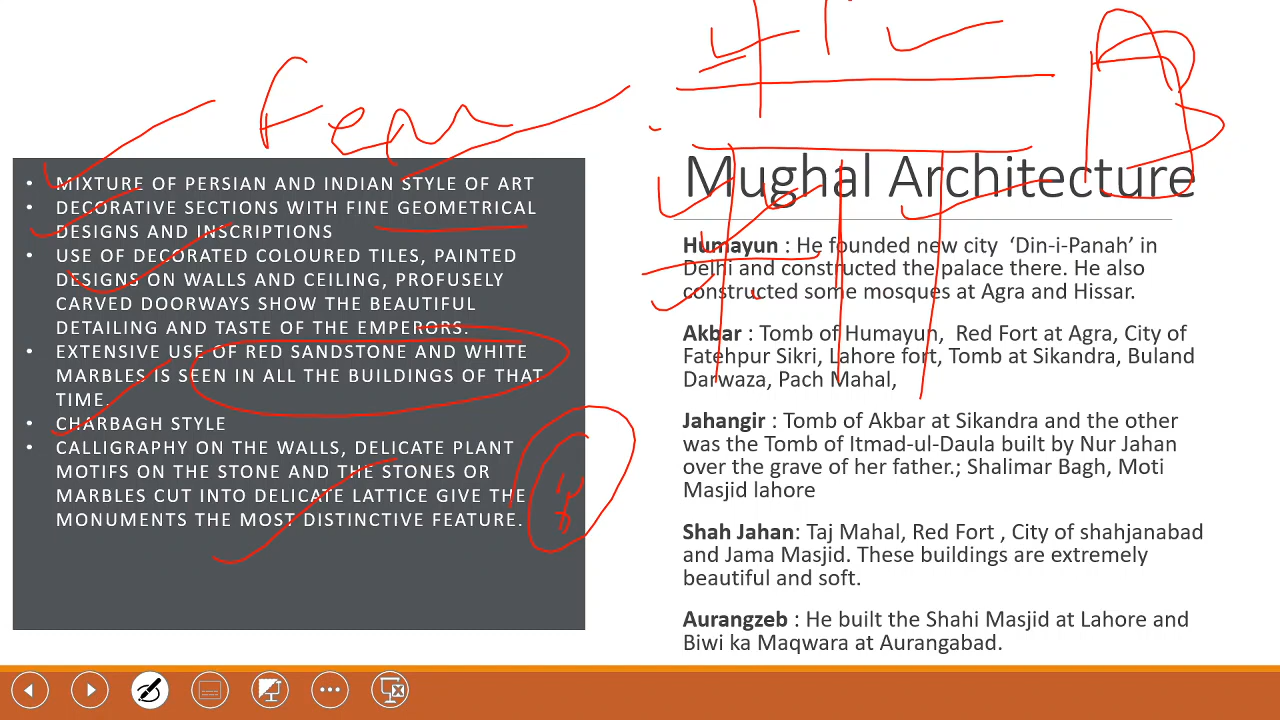 Fear
• MIXTURE OF PERSIAN AND INDIAN STYLE OF ART
• DECORATIVE SECTIONS WITH FINE GEOMETRICAL
DESIGNS AND INSCRIPTIONS
• USE OF DECORATED COLOURED TILES, PAINTED
DESIGNS ON WALLS AND CEILING, PROFUSELY
CARVED DOORWAYS SHOW THE BEAUTIFUL
DETAILING AND TASTE OF THE EMPERORS.
• EXTENSIVE USE OF RED SANDSTONE AND WHITE
MARBLES IS SEEN IN ALL THE BUILDINGS OF THAT
TIME.
• CHARBAGH STYLE
• CALLIGRAPHY ON THE WALLS, DELICATE PLANT
MOTIFS ON THE STONE AND THE STONES OR
MARBLES CUT INTO DELICATE LATTICE GIVE THE
MONUMENTS THE MOST DISTINCTIVE FEATURE.
Mughal Architecture
Humayun : He founded new city ‘Din-i-Panah’ in
Delhi and constructed the palace there. He also
constructed some mosques at Agra and Hissar.
Akbar : Tomb of Humayun, Red Fort at Agra, City of
Fatehpur Sikri, Lahore fort, Tomb at Sikandra, Buland
Darwaza, Pach Mahal,
Jahangir : Tomb of Akbar at Sikandra and the other
was the Tomb of Itmad-ul-Daula built by Nur Jahan
over the grave of her father.; Shalimar Bagh, Moti
Masjid lahore
Shah Jahan: Taj Mahal, Red Fort , City of shahjanabad
and Jama Masjid. These buildings are extremely
beautiful and soft.
Aurangzeb : He built the Shahi Masjid at Lahore and
Biwi ka Maqwara at Aurangabad.